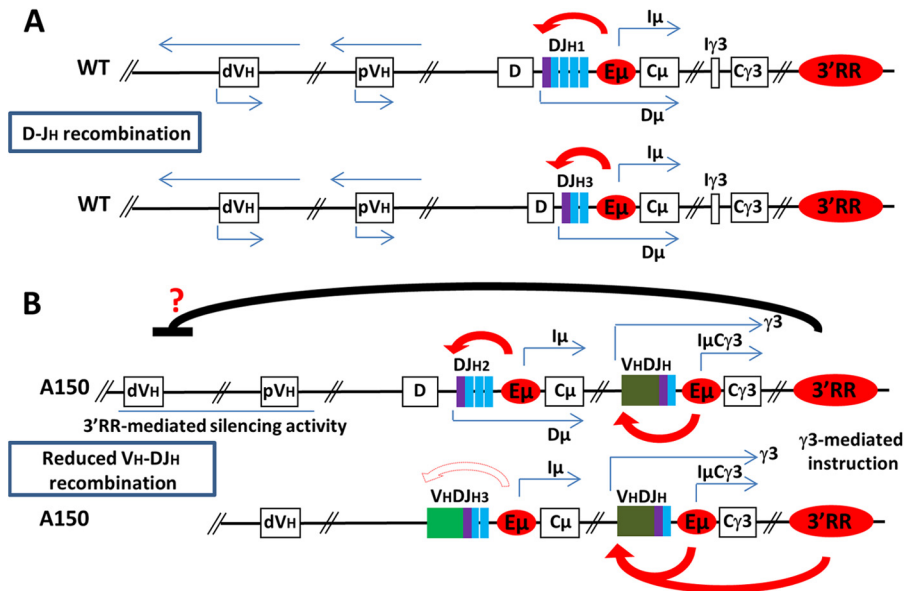 A
WT
dVH
pVH
D
DJH1
Eμ
Iμ
Cμ
Dμ
Iγ3
Cγ3
3'RR
D-JH recombination
WT
dVH
pVH
D
DJH3
Eμ
Iμ
Cμ
Dμ
Iγ3
Cγ3
3'RR
B
?
A150
dVH
pVH
3'RR-mediated silencing activity
D
DJH2
Eμ
Iμ
Cμ
Dμ
VHDJH
γ3
IμCγ3
Eμ
Cγ3
3'RR
γ3-mediated
instruction
Reduced VH-DJH
recombination
A150
dVH
VHDJH3
Eμ
Iμ
Cμ
VHDJH
γ3
IμCγ3
Eμ
Cγ3
3'RR